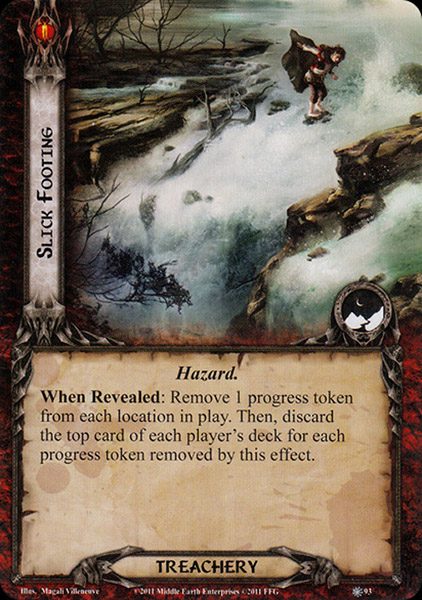 SLICK FOOTING
Hazard.
When Revealed: Remove 1 progress token
from each location in play. Then, discard
the top card of each player's deck for each
progress token removed by this effect.
TREACHERY
Illus. Magali Villeneuve ©2011 Middle Earth Enterprises ©2011 FFG 93